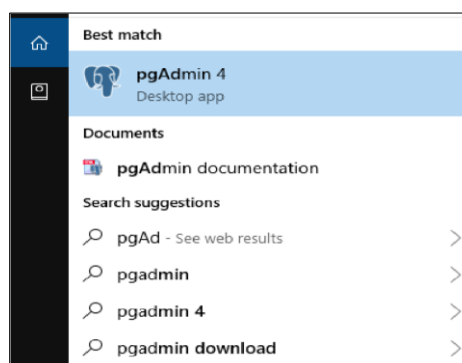 Best match
pgAdmin 4
Desktop app
Documents
pgAdmin documentation
Search suggestions
pgAd - See web results
pgadmin
pgadmin 4
pgadmin download